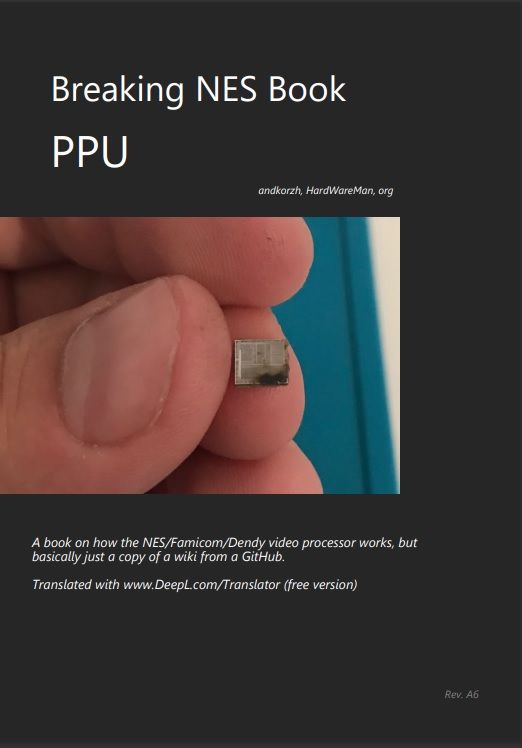 Breaking NES Book
PPU
andkorzh, HardWareMan, org
A book on how the NES/Famicom/Dendy video processor works, but
basically just a copy of a wiki from a GitHub.
Translated with www.DeepL.com/Translator (free version)
Rev. A6